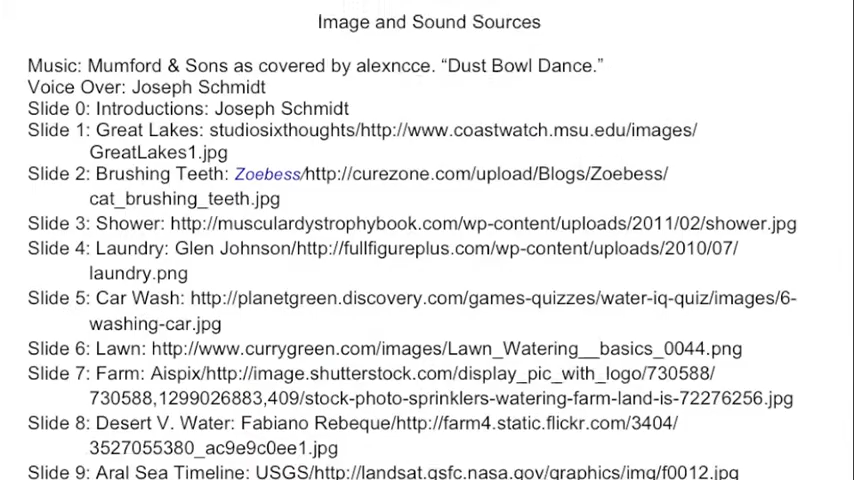 Image and Sound Sources
Music: Mumford & Sons as covered by alexncce. “Dust Bowl Dance.”
Voice Over: Joseph Schmidt
Slide 0: Introductions: Joseph Schmidt
Slide 1: Great Lakes: studiosixthoughts/http://www.coastwatch.msu.edu/images/
GreatLakes1.jpg
Slide 2: Brushing Teeth: Zoebess/http://curezone.com/upload/Blogs/Zoebess/
cat_brushing_teeth.jpg
Slide 3: Shower: http://musculardystrophybook.com/wp-content/uploads/2011/02/shower.jpg
Slide 4: Laundry: Glen Johnson/http://fullfigureplus.com/wp-content/uploads/2010/07/
laundry.png
Slide 5: Car Wash: http://planetgreen.discovery.com/games-quizzes/water-iq-quiz/images/6-
washing-car.jpg
Slide 6: Lawn: http://www.currygreen.com/images/Lawn_Watering__basics_0044.png
Slide 7: Farm: Aispix/http://image.shutterstock.com/display_pic_with_logo/730588/
730588,1299026883,409/stock-photo-sprinklers-watering-farm-land-is-72276256.jpg
Slide 8: Desert V. Water: Fabiano Rebeque/http://farm4.static.flickr.com/3404/
3527055380_ac9e9c0ee1.jpg
Slide 9: Aral Sea Timeline: USGS/http://landsat.gsfc.nasa.gov/graphics/img/f0012.jpg